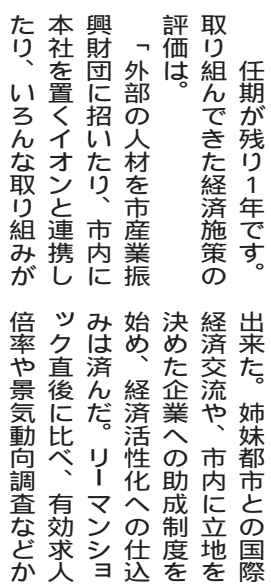 任期が残り1年です。
取り組んできた経済施策の
評価は。
　「外部の人材を市産業振
興財団に招いたり、市内に
本社を置くイオンと連携し
たり、いろんな取り組みが
出来た。姉妹都市との国際
経済交流や、市内に立地を
決めた企業への助成制度を
始め、経済活性化への仕込
みは済んだ。リーマンショ
ック直後に比べ、有効求人
倍率や景気動向調査などか